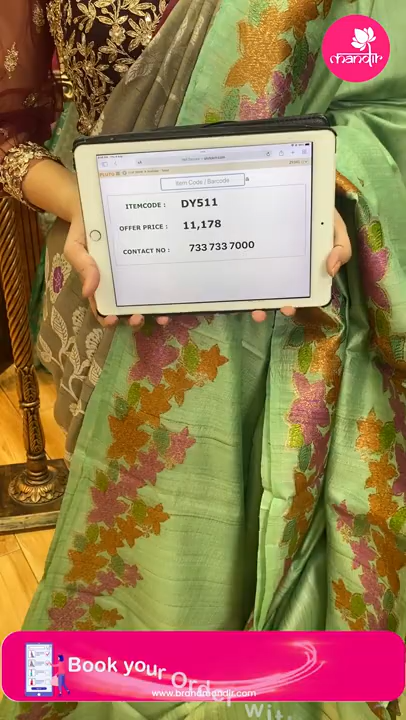 mandir
Item Code / Barcode
ITEMCODE : DY511
OFFER PRICE : 11,178
CONTACT NO : 733 733 7000
Book your Order Wit
www.brandmandir.com